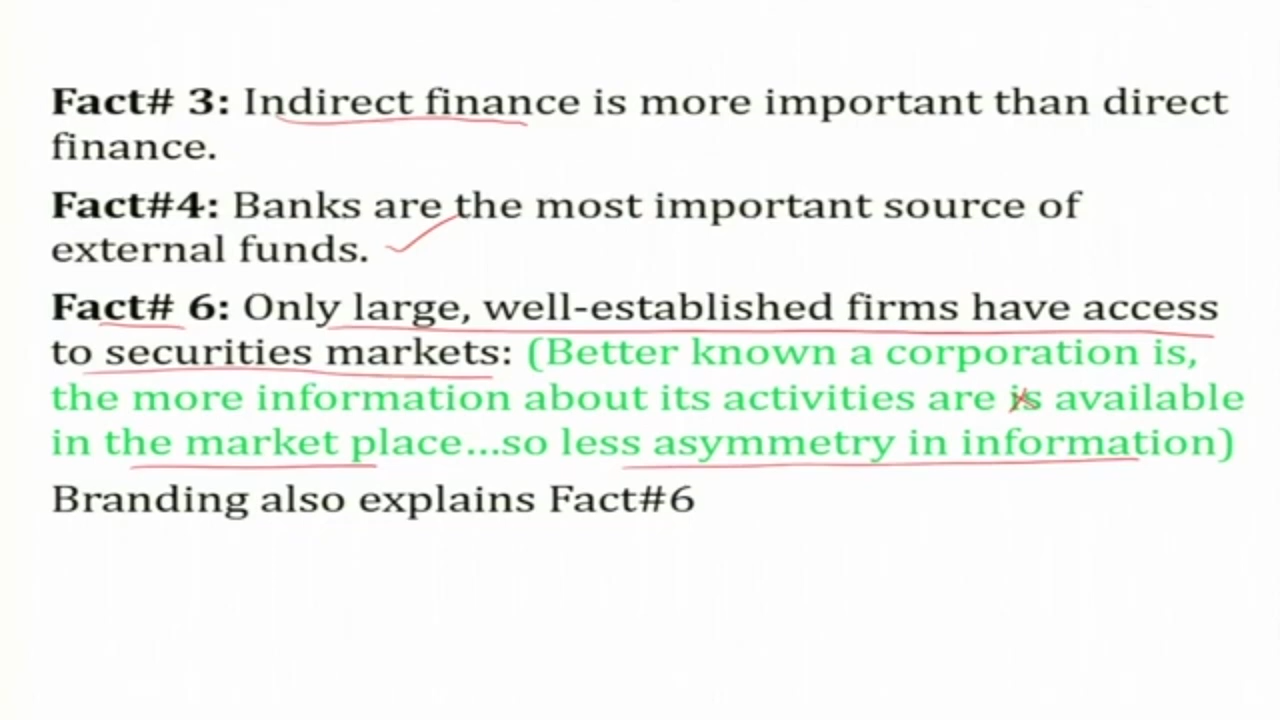 Fact# 3: Indirect finance is more important than direct
finance.
Fact#4: Banks are the most important source of
external funds.
Fact# 6: Only large, well-established firms have access
to securities markets: (Better known a corporation is,
the more information about its activities are is available
in the market place...so less asymmetry in information)
Branding also explains Fact#6